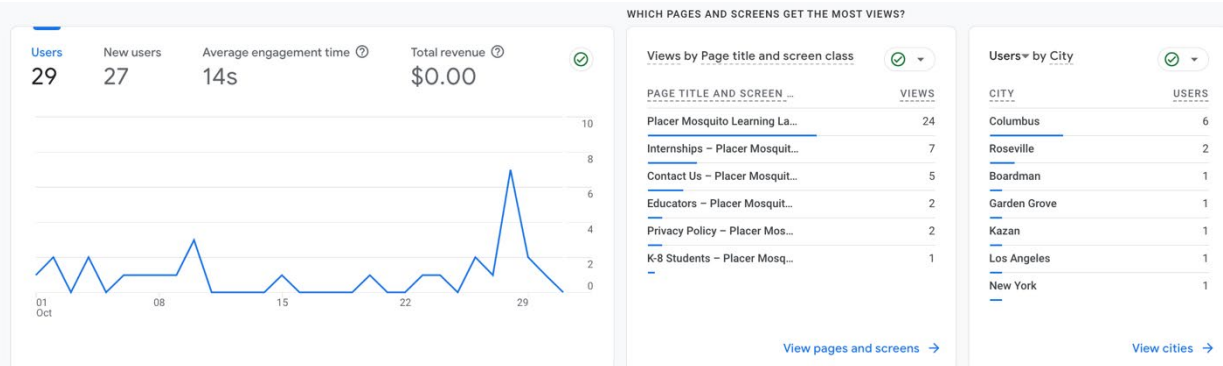 WHICH PAGES AND SCREENS GET THE MOST VIEWS?
Users New users Average engagement time Total revenue
29 27 14s $0.00
10
8
6
4
2
0
01 08 15 22 29
Oct
Views by Page title and screen class
PAGE TITLE AND SCREEN ... VIEWS
Placer Mosquito Learning La... 24
Internships – Placer Mosquit... 7
Contact Us – Placer Mosquit... 5
Educators – Placer Mosquit... 2
Privacy Policy – Placer Mos... 2
K-8 Students – Placer Mosq... 1
View pages and screens →
Users by City
CITY USERS
Columbus 6
Roseville 2
Boardman 1
Garden Grove 1
Kazan 1
Los Angeles 1
New York 1
View cities →